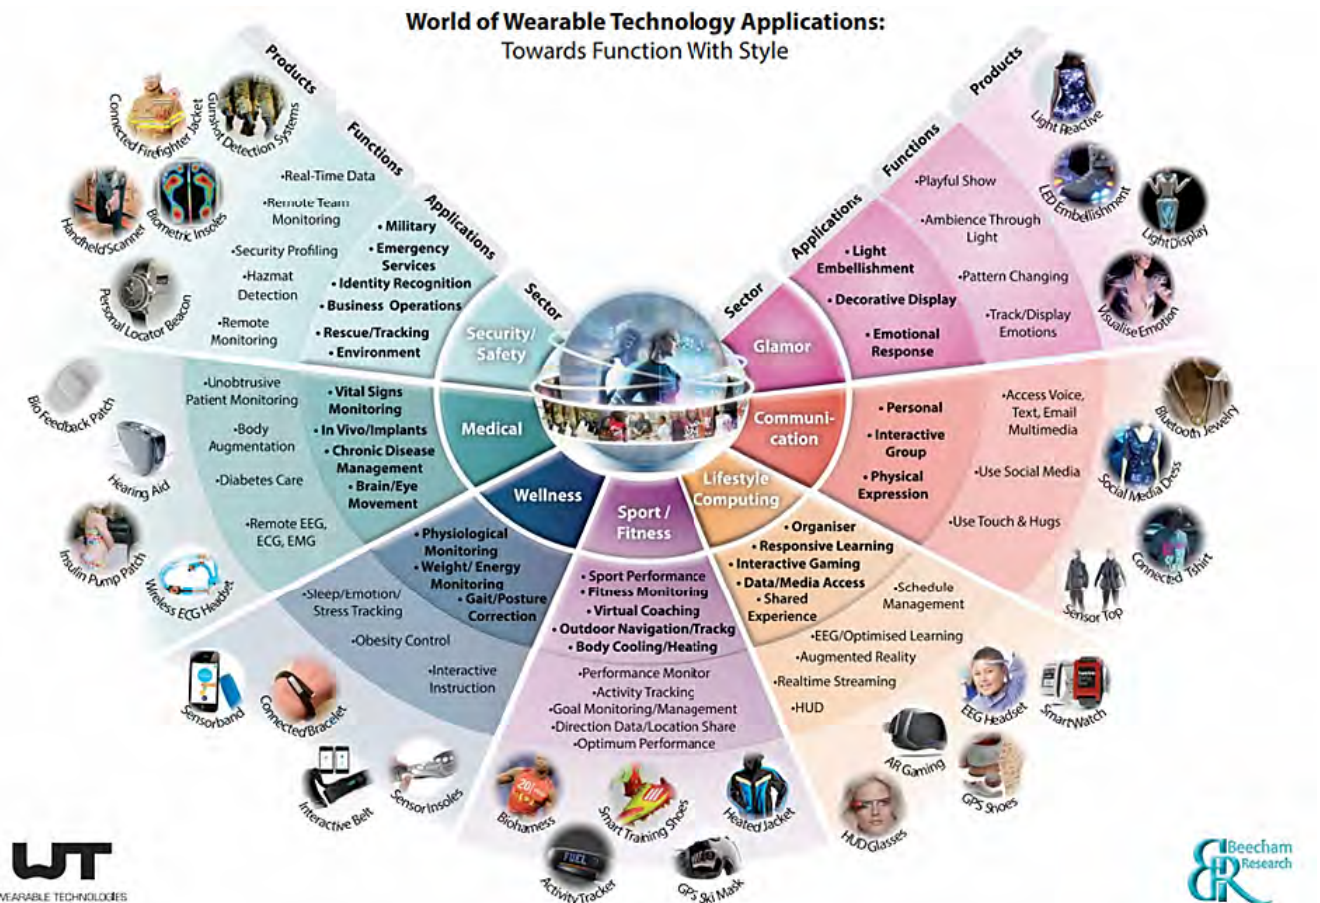 World of Wearable Technology Applications:
Towards Function With Style
Products
Functions
Applications
Sector
Security/
Safety
• Military
• Emergency
Services
• Identity Recognition
• Business Operations
• Rescue/Tracking
• Environment
•Real-Time Data
•Remote Team
Monitoring
•Security Profiling
•Hazmat
Detection
•Remote
Monitoring
Connected Firefighter Jacket
Gunshot Detection Systems
Handheld Scanner
Biometric Insoles
Personal Locator Beacon
Medical
• Vital Signs
Monitoring
• In Vivo/Implants
• Chronic Disease
Management
• Brain/Eye
Movement
•Unobtrusive
Patient Monitoring
•Body
Augmentation
•Diabetes Care
•Remote EEG,
ECG, EMG
Bio Feedback Patch
Hearing Aid
Insulin Pump Patch
Wireless ECG Headset
Wellness
• Physiological
Monitoring
• Weight/ Energy
Monitoring
• Gait/Posture
Correction
•Sleep/Emotion/
Stress Tracking
•Obesity Control
•Interactive
Instruction
Sensorband
Connected Bracelet
Interactive Belt
Sensor Insoles
Sport /
Fitness
• Sport Performance
• Fitness Monitoring
• Virtual Coaching
• Outdoor Navigation/Trackg
• Body Cooling/Heating
•Performance Monitor
•Activity Tracking
•Goal Monitoring/Management
•Direction Data/Location Share
•Optimum Performance
Bioharness
20
Smart Training Shoes
Heated Jacket
FUEL
Activity Tracker
GPS Ski Mask
Lifestyle
Computing
• Organiser
• Responsive Learning
• Interactive Gaming
• Data/Media Access
• Shared
Experience
•Schedule
Management
•EEG/Optimised Learning
•Augmented Reality
•Realtime Streaming
•HUD
EEG Headset
SmartWatch
AR Gaming
GPS Shoes
HUD Glasses
Communi-
cation
• Personal
• Interactive
Group
• Physical
Expression
•Access Voice,
Text, Email
Multimedia
•Use Social Media
•Use Touch & Hugs
Bluetooth Jewelry
Social Media Dess
Connected Tshirt
Sensor Top
Glamor
Sector
Applications
Functions
Products
• Light
Embellishment
• Decorative Display
• Emotional
Response
•Playful Show
•Ambience Through
Light
•Pattern Changing
•Track/Display
Emotions
Light Reactive
LED Embellishment
Light Display
Visualise Emotion
WT
WEARABLE TECHNOLOGIES
BR
Beecham
Research